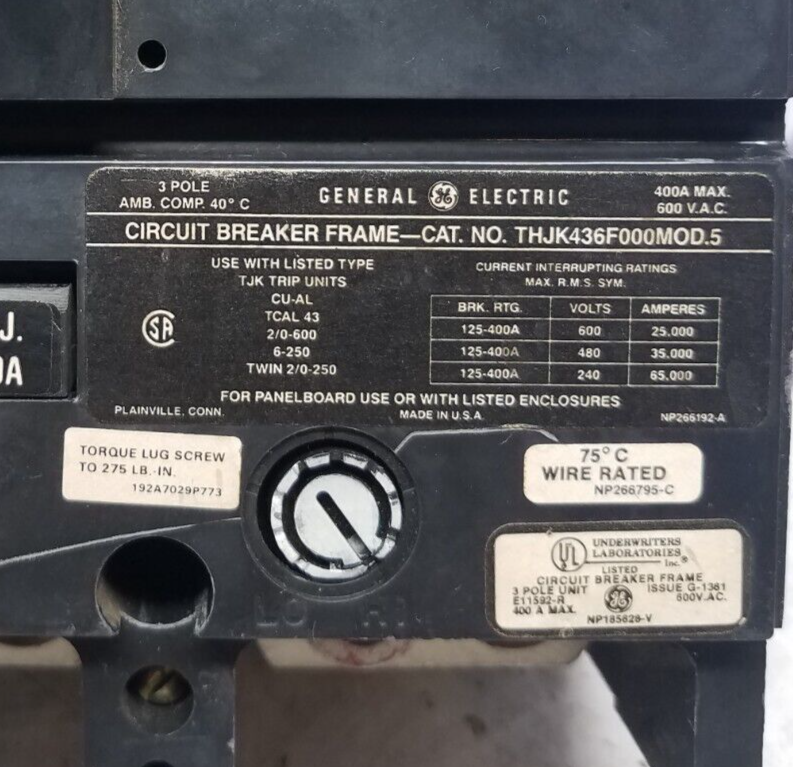 3 POLE
AMB. COMP. 40° C
GENERAL GE ELECTRIC
400A MAX.
600 V.A.C.
CIRCUIT BREAKER FRAME—CAT. NO. THJK436F000MOD.5
USE WITH LISTED TYPE
TJK TRIP UNITS
CU-AL
TCAL 43
2/0-600
6-250
TWIN 2/0-250
CURRENT INTERRUPTING RATINGS
MAX. R.M.S. SYM.
BRK. RTG. VOLTS AMPERES
125-400A 600 25.000
125-400A 480 35.000
125-400A 240 65.000
SA
J.
0A
FOR PANELBOARD USE OR WITH LISTED ENCLOSURES
PLAINVILLE, CONN. MADE IN U.S.A. NP266192-A
TORQUE LUG SCREW
TO 275 LB.-IN.
192A7029P773
75° C
WIRE RATED
NP266795-C
UL UNDERWRITERS
LABORATORIES
Inc.®
LISTED
CIRCUIT BREAKER FRAME
3 POLE UNIT ISSUE G-1361
E11592-R GE 600V.AC.
400 A MAX.
NP185628-V